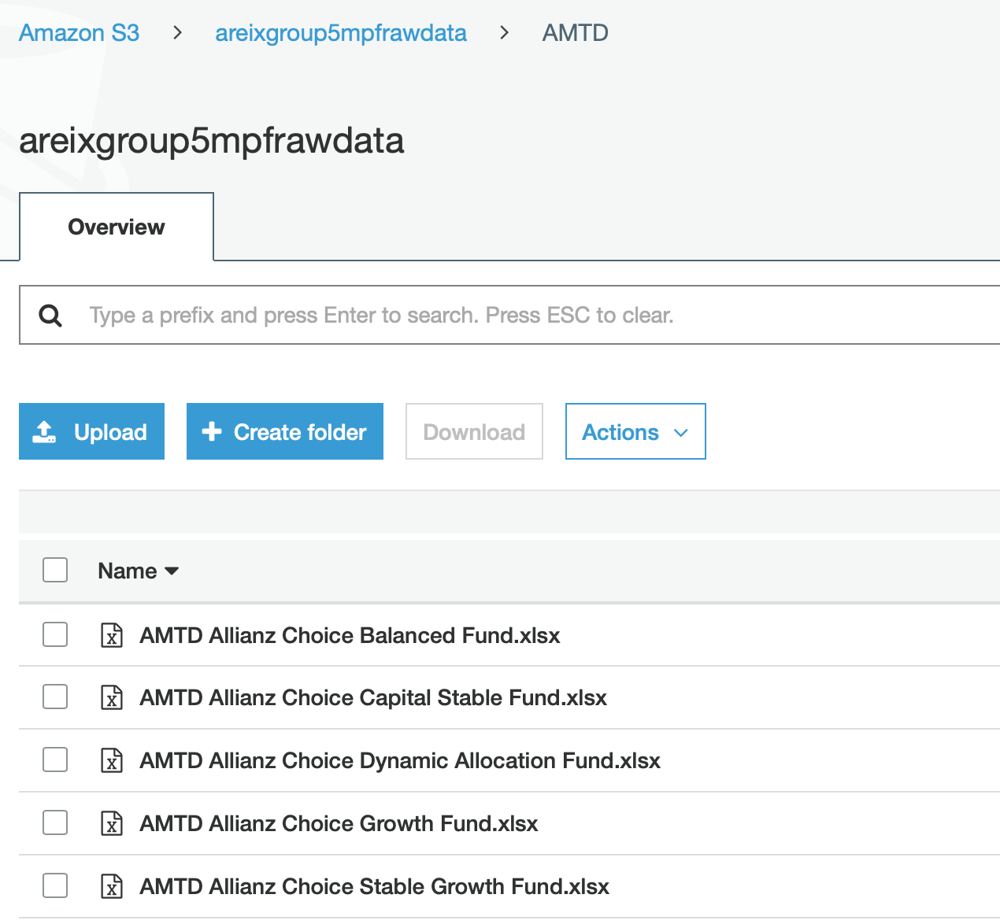 Amazon S3 > areixgroup5mpfrawdata > AMTD
areixgroup5mpfrawdata
Overview
Type a prefix and press Enter to search. Press ESC to clear.
Upload Create folder Download Actions
Name
AMTD Allianz Choice Balanced Fund.xlsx
AMTD Allianz Choice Capital Stable Fund.xlsx
AMTD Allianz Choice Dynamic Allocation Fund.xlsx
AMTD Allianz Choice Growth Fund.xlsx
AMTD Allianz Choice Stable Growth Fund.xlsx